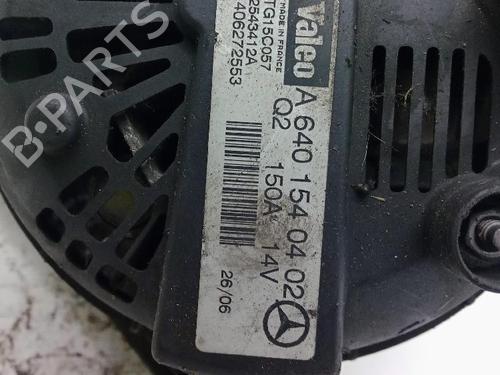 Valeo
MADE IN FRANCE
TG15C057
2543412A
406272553
A 640 154 04 02
Q2 150A 14V
26/06
B-PARTS